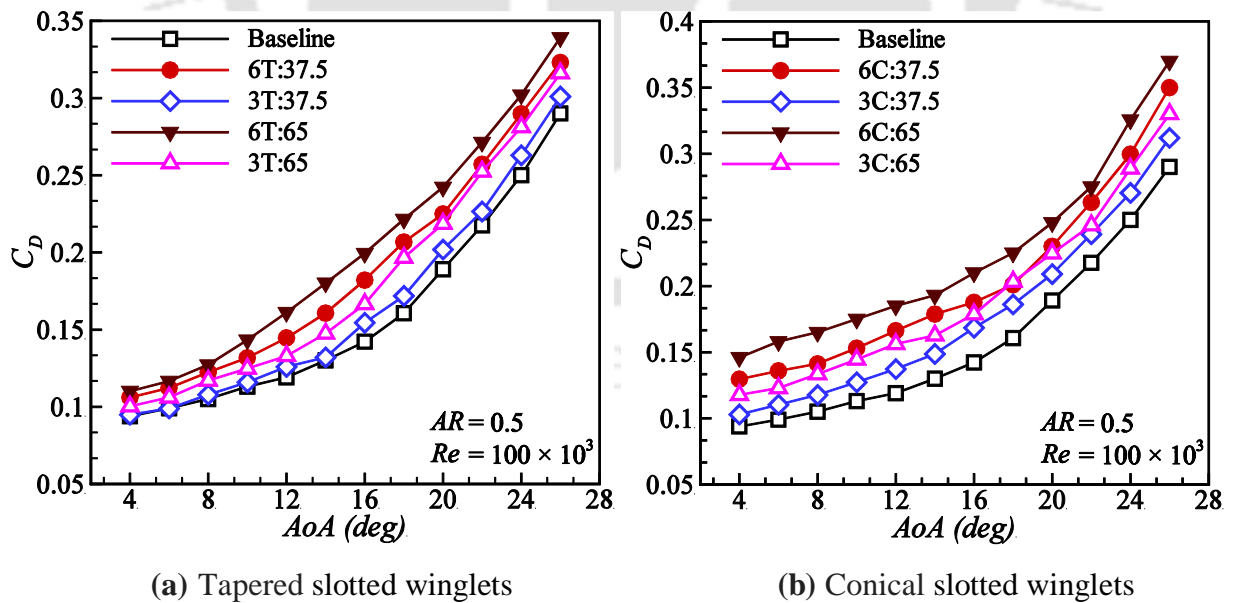 0.35
0.3
0.25
0.2
0.15
0.1
0.05
C_D
Baseline
6T:37.5
3T:37.5
6T:65
3T:65
AR = 0.5
Re = 100 × 10³
4 8 12 16 20 24 28
AoA (deg)
(a) Tapered slotted winglets
0.4
0.35
0.3
0.25
0.2
0.15
0.1
0.05
C_D
Baseline
6C:37.5
3C:37.5
6C:65
3C:65
AR = 0.5
Re = 100 × 10³
4 8 12 16 20 24 28
AoA (deg)
(b) Conical slotted winglets